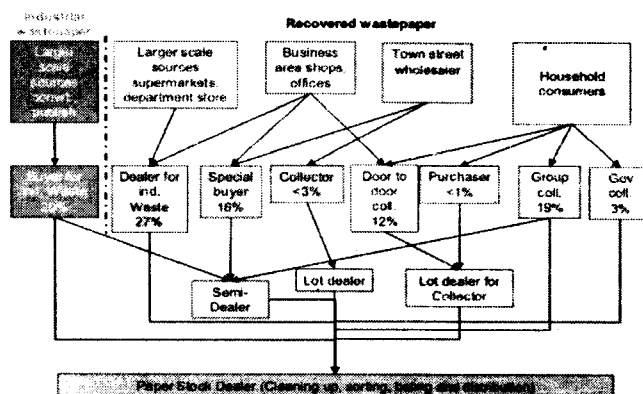 Industrial
wastepaper
Recovered wastepaper
Larger scale
sources
supermarkets,
department store
Business
area shops,
offices
Town street
wholesaler
Household
consumers
Dealer for
ind.
Waste
27%
Special
buyer
16%
Collector
<3%
Door to
door
coll.
12%
Purchaser
<1%
Group
coll.
19%
Gov
coll
3%
Semi-
Dealer
Lot dealer
Lot dealer for
Collector
Paper Stock Dealer (Cleaning up, sorting, baling and distribution)